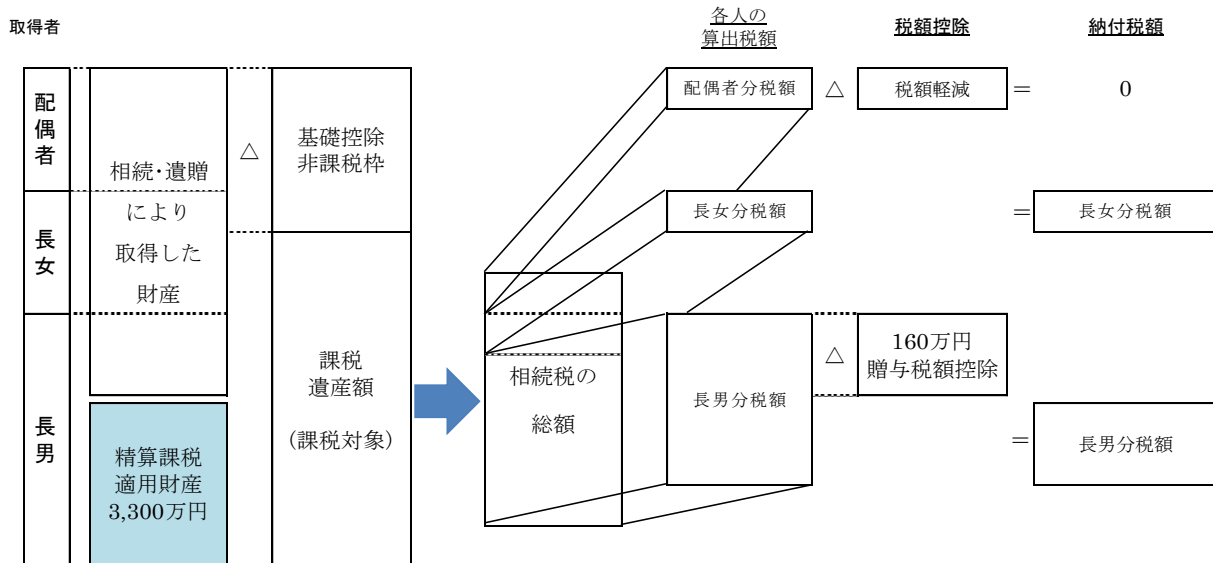 取得者
各人の
算出税額
税額控除
納付税額
配偶者
長女
長男
相続・遺贈
により
取得した
財産
精算課税
適用財産
3,300万円
△
基礎控除
非課税枠
課税
遺産額
(課税対象)
相続税の
総額
配偶者分税額
△
税額軽減
=
0
長女分税額
=
長女分税額
長男分税額
△
160万円
贈与税額控除
=
長男分税額